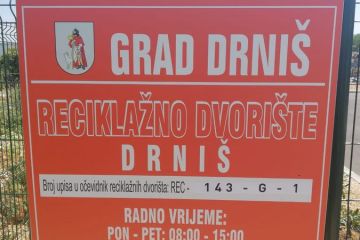 GRAD DRNIŠ
RECIKLAŽNO DVORIŠTE
DRNIŠ
Broj upisa u očevidnik reciklažnih dvorišta: REC - 143 - G - 1
RADNO VRIJEME:
PON - PET: 08:00 - 15:00